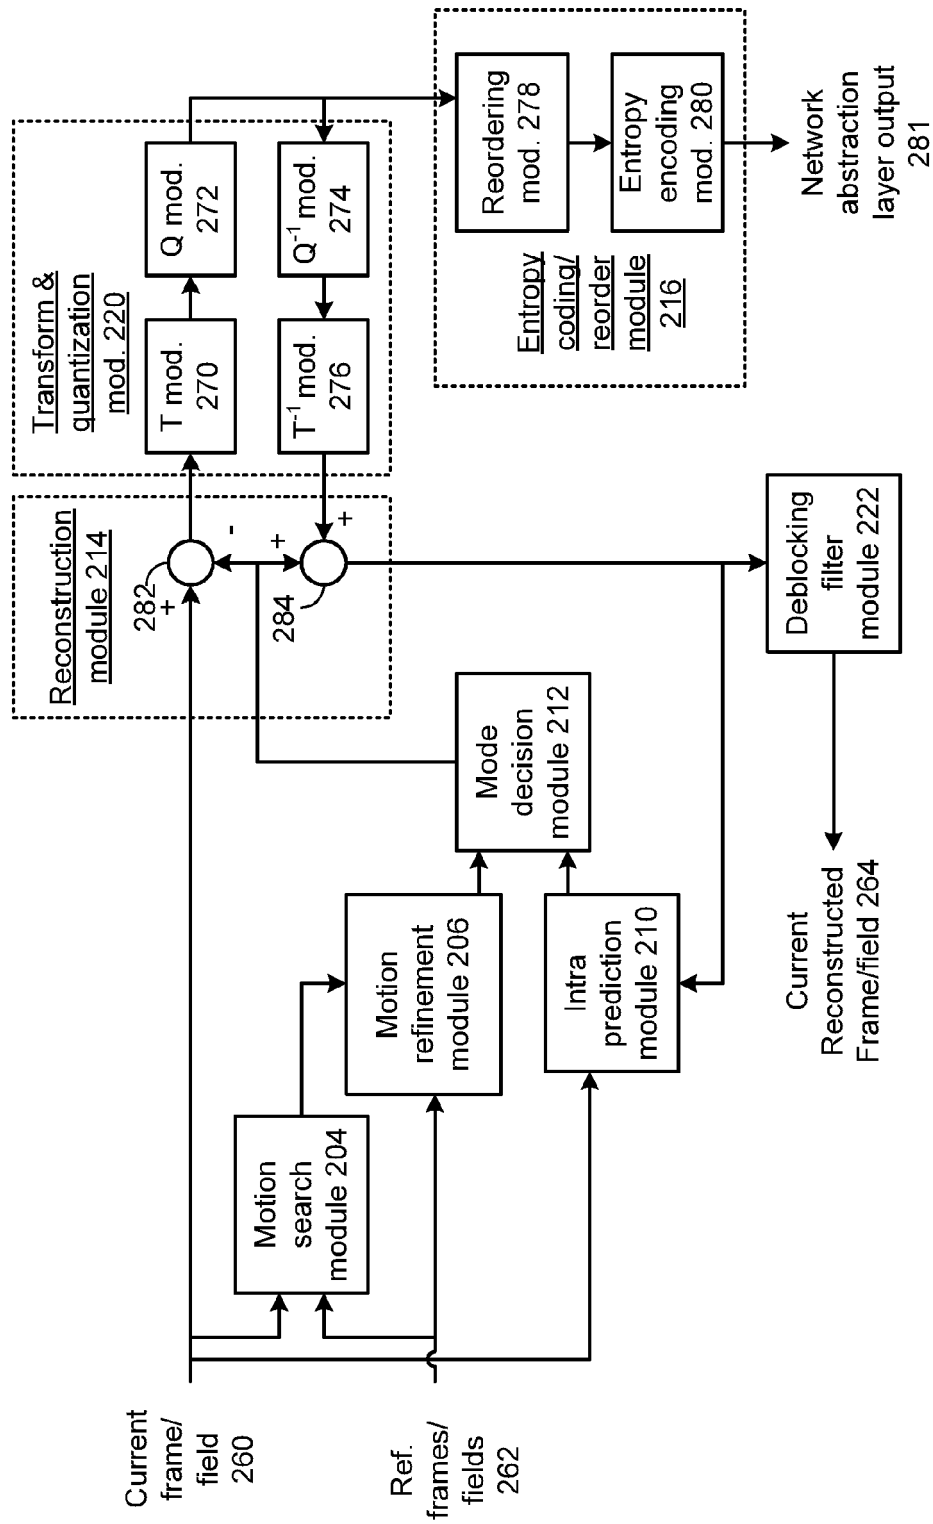 Current
frame/
field
260
Ref.
frames/
fields
262
Motion
search
module 204
Motion
refinement
module 206
Intra
prediction
module 210
Mode
decision
module 212
Reconstruction
module 214
282
+
-
+
+
284
Transform &
quantization
mod. 220
T mod.
270
Q mod.
272
Q-1 mod.
274
T-1 mod.
276
Entropy
coding/
reorder
module
216
Reordering
mod. 278
Entropy
encoding
mod. 280
Network
abstraction
layer output
281
Deblocking
filter
module 222
Current
Reconstructed
Frame/field 264